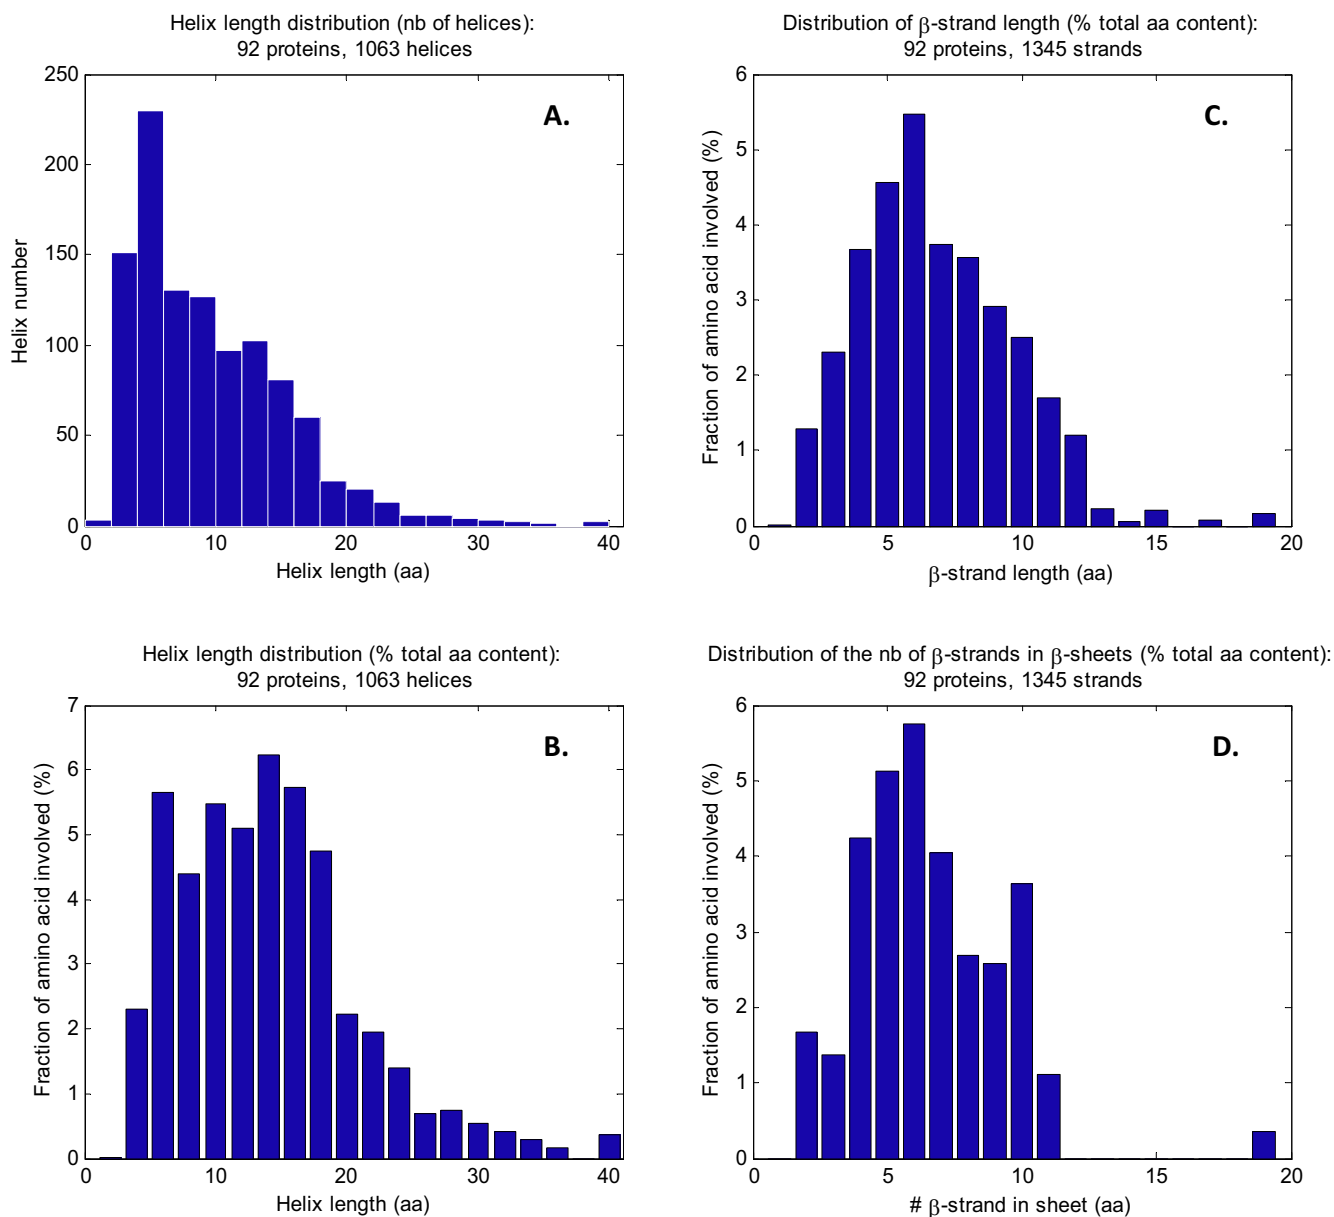 Helix length distribution (nb of helices):
92 proteins, 1063 helices
A.
250
200
150
100
50
0
0 10 20 30 40
Helix number
Helix length (aa)
Distribution of β-strand length (% total aa content):
92 proteins, 1345 strands
C.
6
5
4
3
2
1
0
0 5 10 15 20
Fraction of amino acid involved (%)
β-strand length (aa)
Helix length distribution (% total aa content):
92 proteins, 1063 helices
B.
7
6
5
4
3
2
1
0
0 10 20 30 40
Fraction of amino acid involved (%)
Helix length (aa)
Distribution of the nb of β-strands in β-sheets (% total aa content):
92 proteins, 1345 strands
D.
6
5
4
3
2
1
0
0 5 10 15 20
Fraction of amino acid involved (%)
# β-strand in sheet (aa)